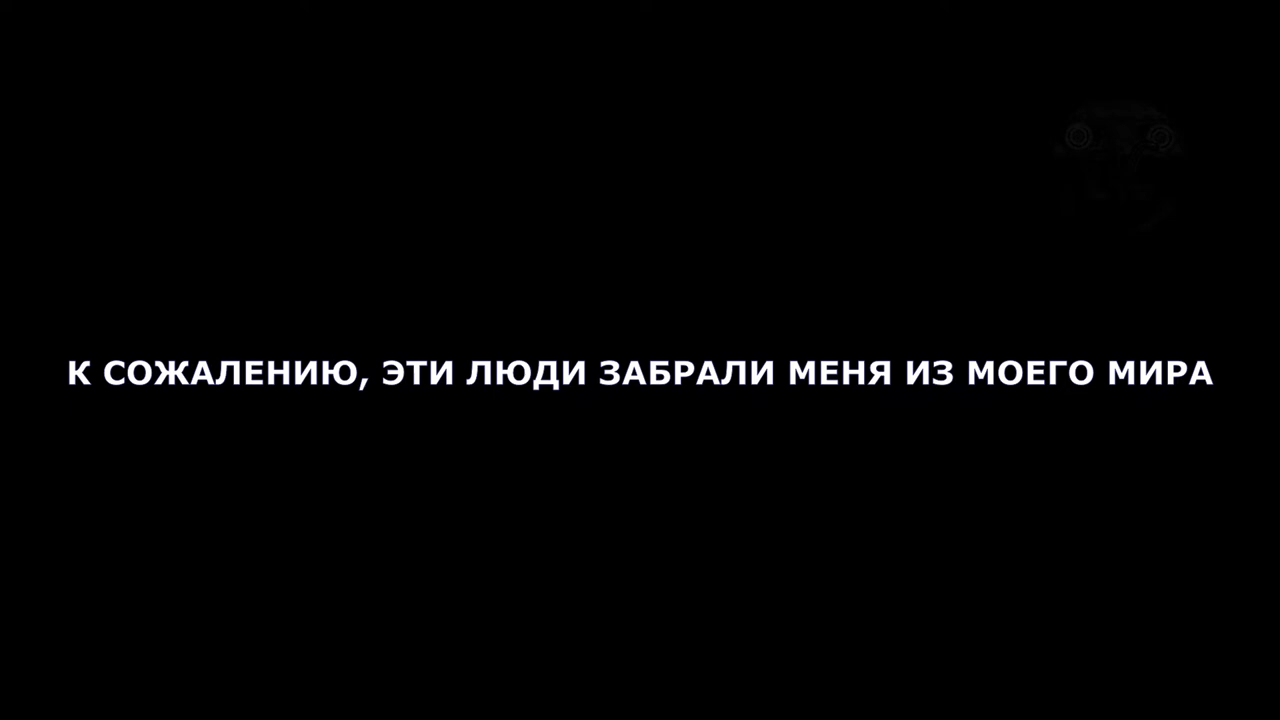 К СОЖАЛЕНИЮ, ЭТИ ЛЮДИ ЗАБРАЛИ МЕНЯ ИЗ МОЕГО МИРА